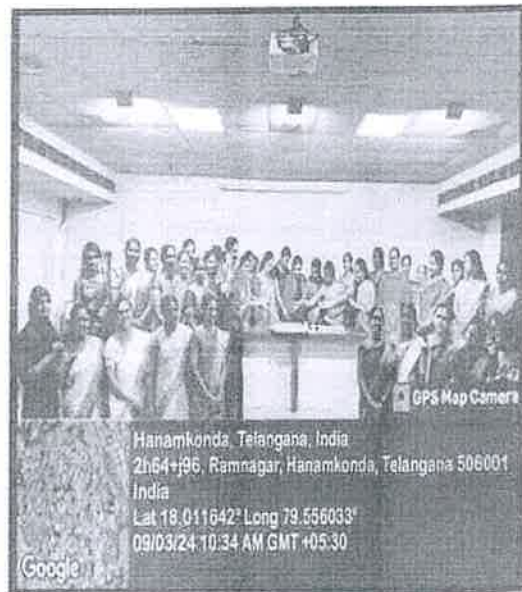 GPS Map Camera
Hanamkonda, Telangana, India
2h64+j96, Ramnagar, Hanamkonda, Telangana 506001
India
Lat 18.011642° Long 79.556033°
09/03/24 10:34 AM GMT +05:30
Google